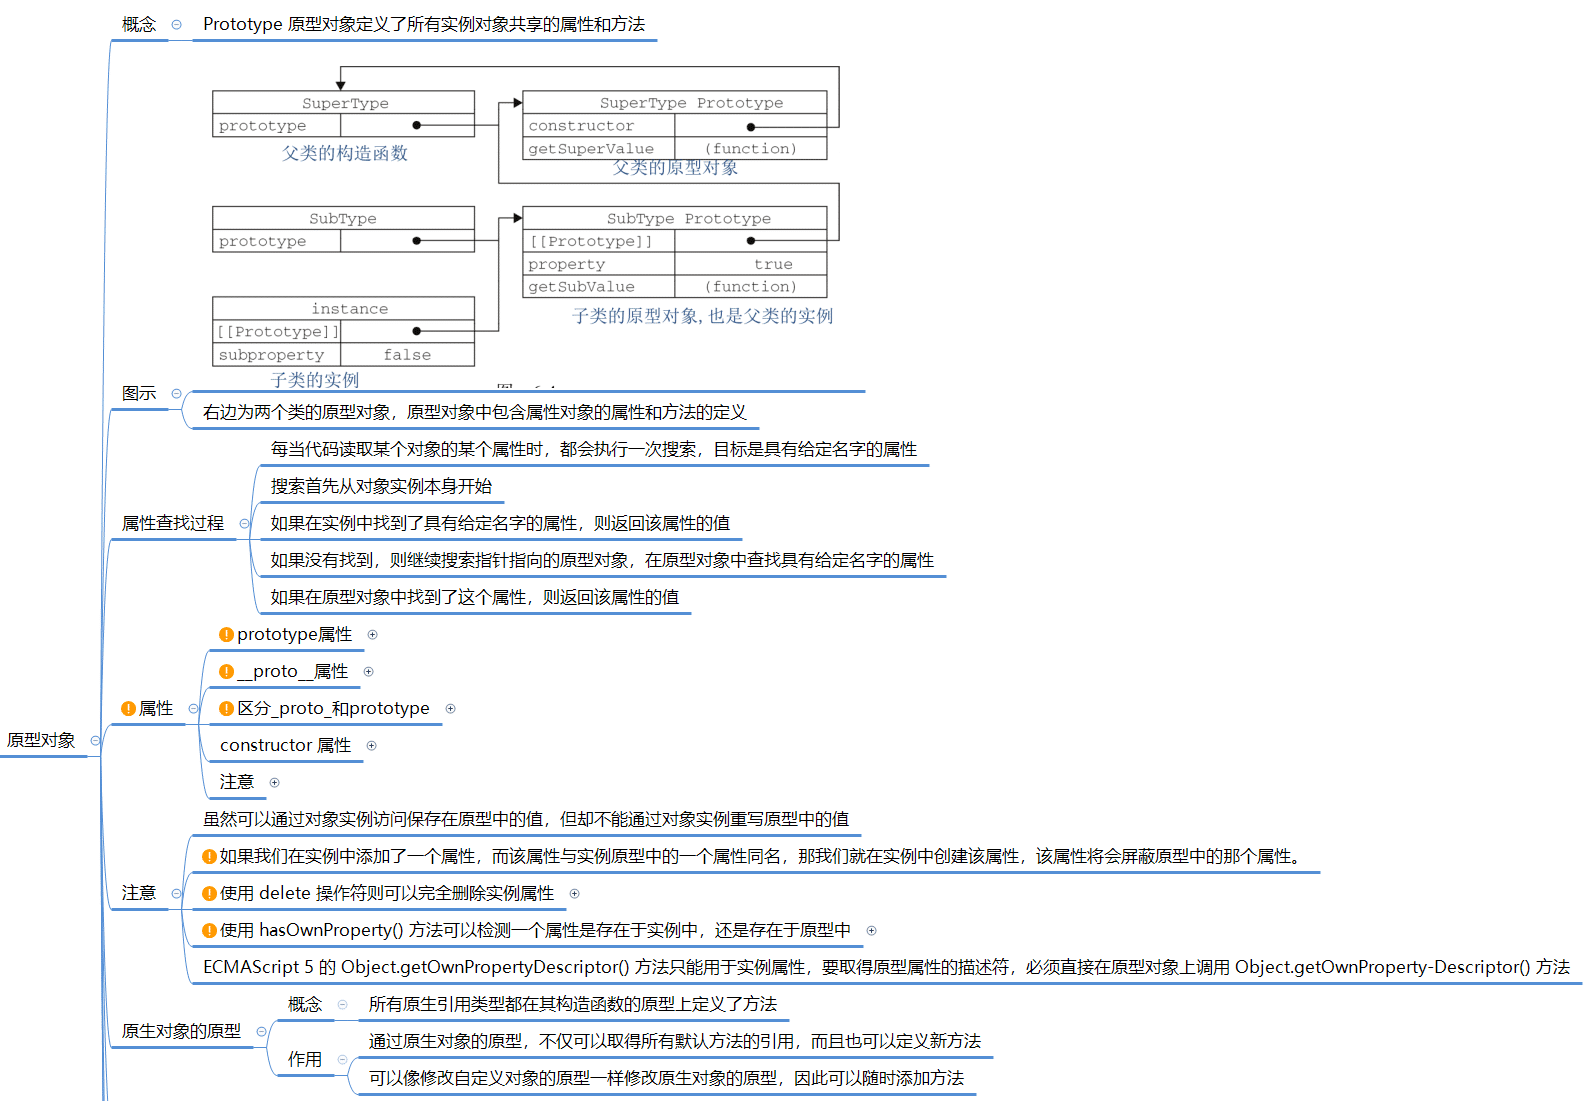 概念
Prototype 原型对象定义了所有实例对象共享的属性和方法
SuperType
prototype
父类的构造函数
SuperType Prototype
constructor
getSuperValue (function)
父类的原型对象
SubType
prototype
SubType Prototype
[[Prototype]]
property true
getSubValue (function)
子类的原型对象,也是父类的实例
instance
[[Prototype]]
subproperty false
子类的实例
图示
右边为两个类的原型对象，原型对象中包含属性对象的属性和方法的定义
属性查找过程
每当代码读取某个对象的某个属性时，都会执行一次搜索，目标是具有给定名字的属性
搜索首先从对象实例本身开始
如果在实例中找到了具有给定名字的属性，则返回该属性的值
如果没有找到，则继续搜索指针指向的原型对象，在原型对象中查找具有给定名字的属性
如果在原型对象中找到了这个属性，则返回该属性的值
原型对象
属性
prototype属性
__proto__属性
区分_proto_和prototype
constructor 属性
注意
注意
虽然可以通过对象实例访问保存在原型中的值，但却不能通过对象实例重写原型中的值
如果我们在实例中添加了一个属性，而该属性与实例原型中的一个属性同名，那我们就在实例中创建该属性，该属性将会屏蔽原型中的那个属性。
使用 delete 操作符则可以完全删除实例属性
使用 hasOwnProperty() 方法可以检测一个属性是存在于实例中，还是存在于原型中
ECMAScript 5 的 Object.getOwnPropertyDescriptor() 方法只能用于实例属性，要取得原型属性的描述符，必须直接在原型对象上调用 Object.getOwnProperty-Descriptor() 方法
原生对象的原型
概念
所有原生引用类型都在其构造函数的原型上定义了方法
作用
通过原生对象的原型，不仅可以取得所有默认方法的引用，而且也可以定义新方法
可以像修改自定义对象的原型一样修改原生对象的原型，因此可以随时添加方法